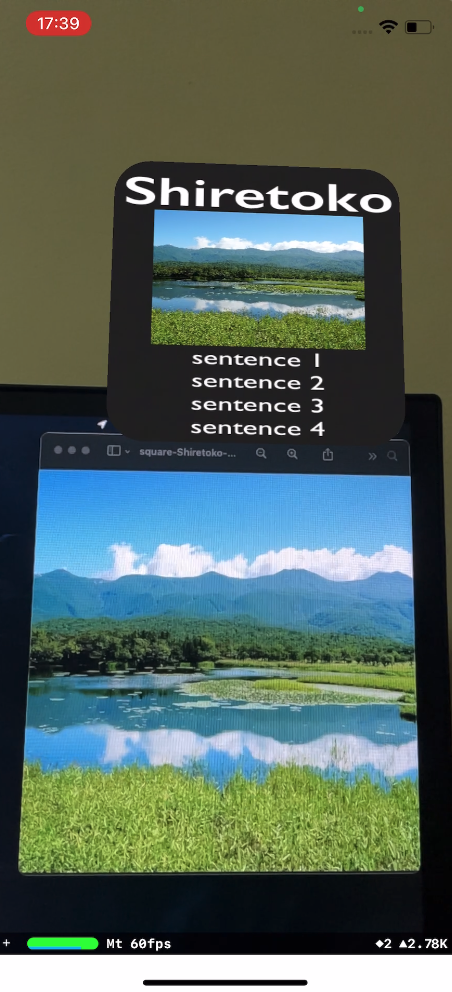 17:39
Shiretoko
sentence 1
sentence 2
sentence 3
sentence 4
square-Shiretoko-...
+ Mt 60fps ◆2 ▲2.78K